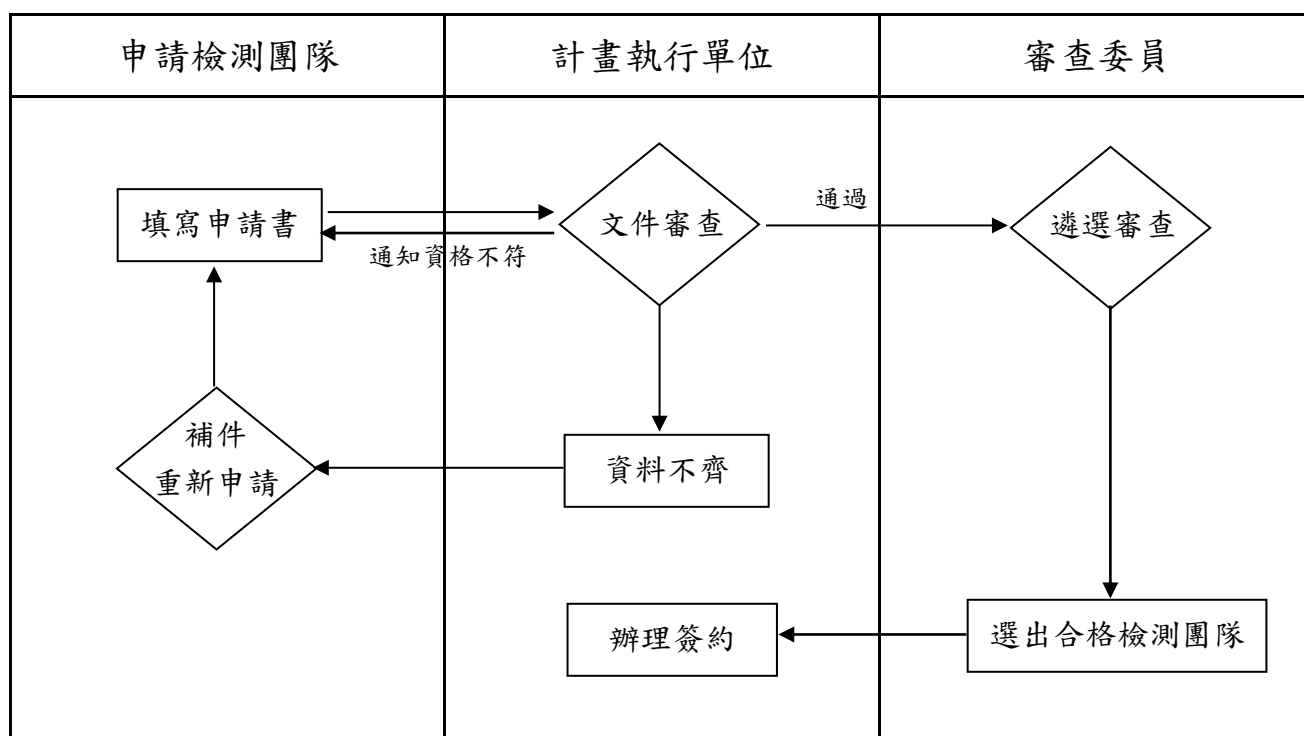 申請檢測團隊
計畫執行單位
審查委員
填寫申請書
通知資格不符
文件審查
通過
遴選審查
補件
重新申請
資料不齊
辦理簽約
選出合格檢測團隊